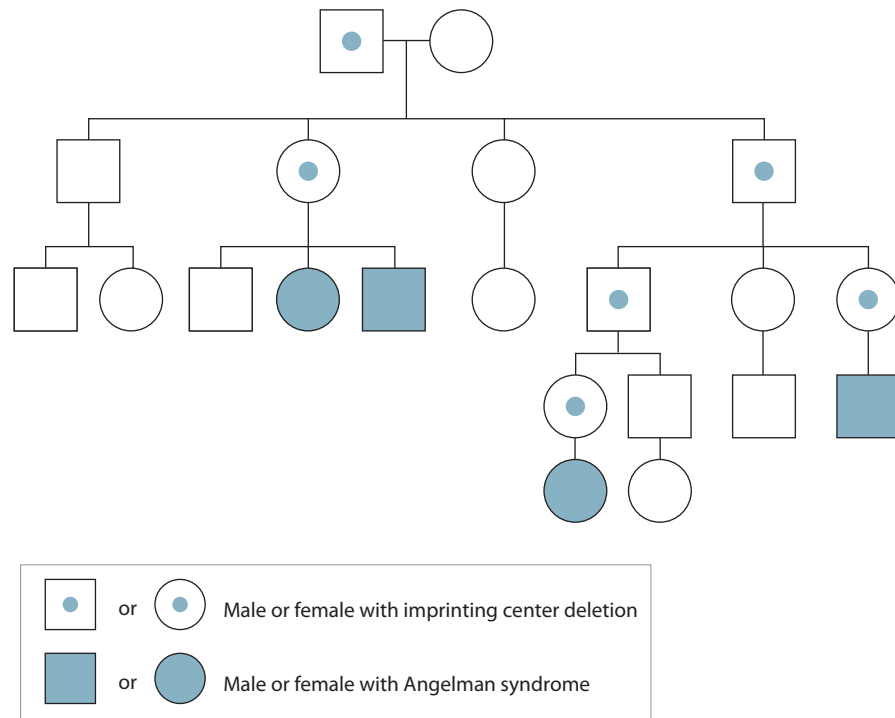 or Male or female with imprinting center deletion
or Male or female with Angelman syndrome